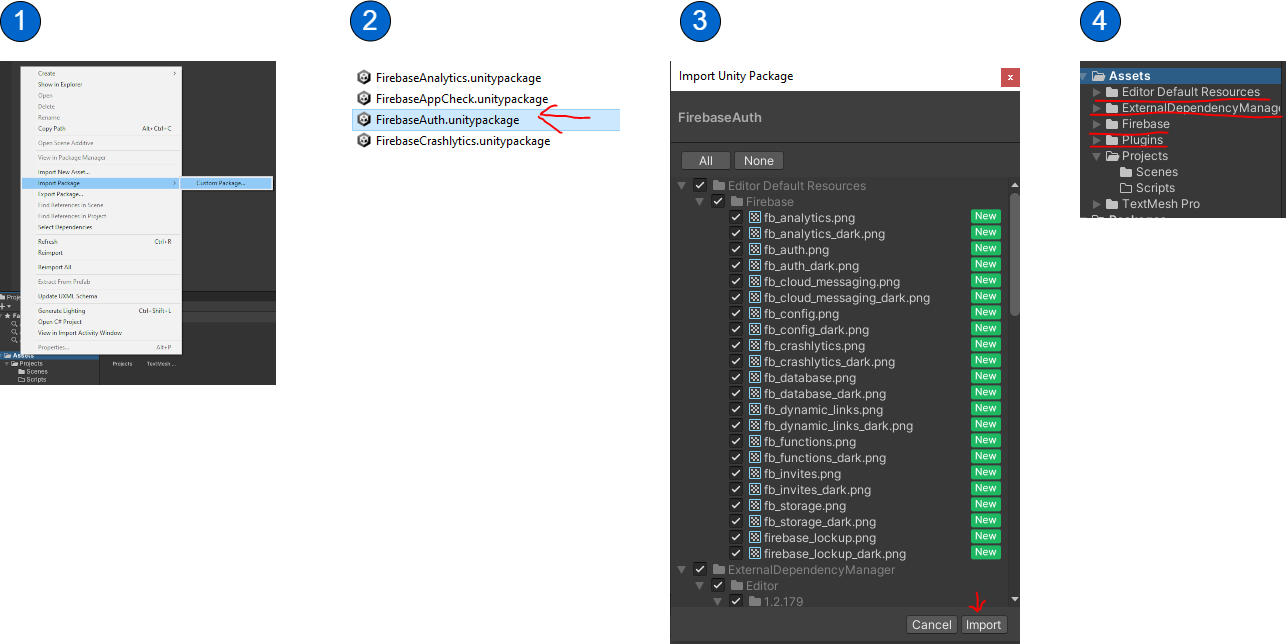 1
Create
Show in Explorer
Open
Delete
Rename
Copy Path Alt+Ctrl+C
Open Scene Additive
View in Package Manager
Import New Asset...
Import Package
Custom Package...
Export Package...
Find References in Scene
Find References in Project
Select Dependencies
Refresh Ctrl+R
Reimport
Reimport All
Extract From Prefab
Update UXML Schema
Generate Lighting Ctrl+Shift+L
Open C# Project
View in Import Activity Window
Properties... Alt+P
Assets
Projects
Scenes
Scripts
Projects
TextMesh ...
2
FirebaseAnalytics.unitypackage
FirebaseAppCheck.unitypackage
FirebaseAuth.unitypackage
FirebaseCrashlytics.unitypackage
3
Import Unity Package x
FirebaseAuth
All None
Editor Default Resources
Firebase
fb_analytics.png New
fb_analytics_dark.png New
fb_auth.png New
fb_auth_dark.png New
fb_cloud_messaging.png New
fb_cloud_messaging_dark.png New
fb_config.png New
fb_config_dark.png New
fb_crashlytics.png New
fb_crashlytics_dark.png New
fb_database.png New
fb_database_dark.png New
fb_dynamic_links.png New
fb_dynamic_links_dark.png New
fb_functions.png New
fb_functions_dark.png New
fb_invites.png New
fb_invites_dark.png New
fb_storage.png New
fb_storage_dark.png New
firebase_lockup.png New
firebase_lockup_dark.png New
ExternalDependencyManager
Editor
1.2.179
Cancel Import
4
Assets
Editor Default Resources
ExternalDependencyManage
Firebase
Plugins
Projects
Scenes
Scripts
TextMesh Pro